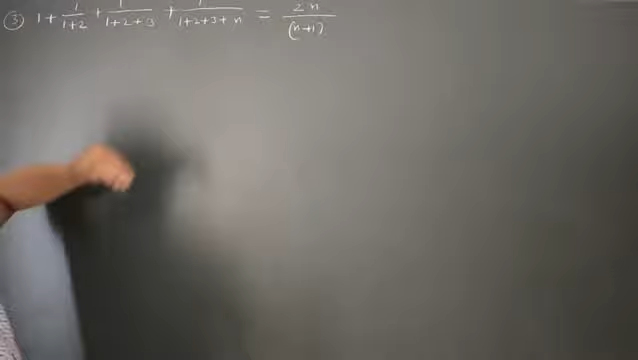 ③ 1 + 1/(1+2) + 1/(1+2+3) + 1/(1+2+3+n) = 2n/(n+1)